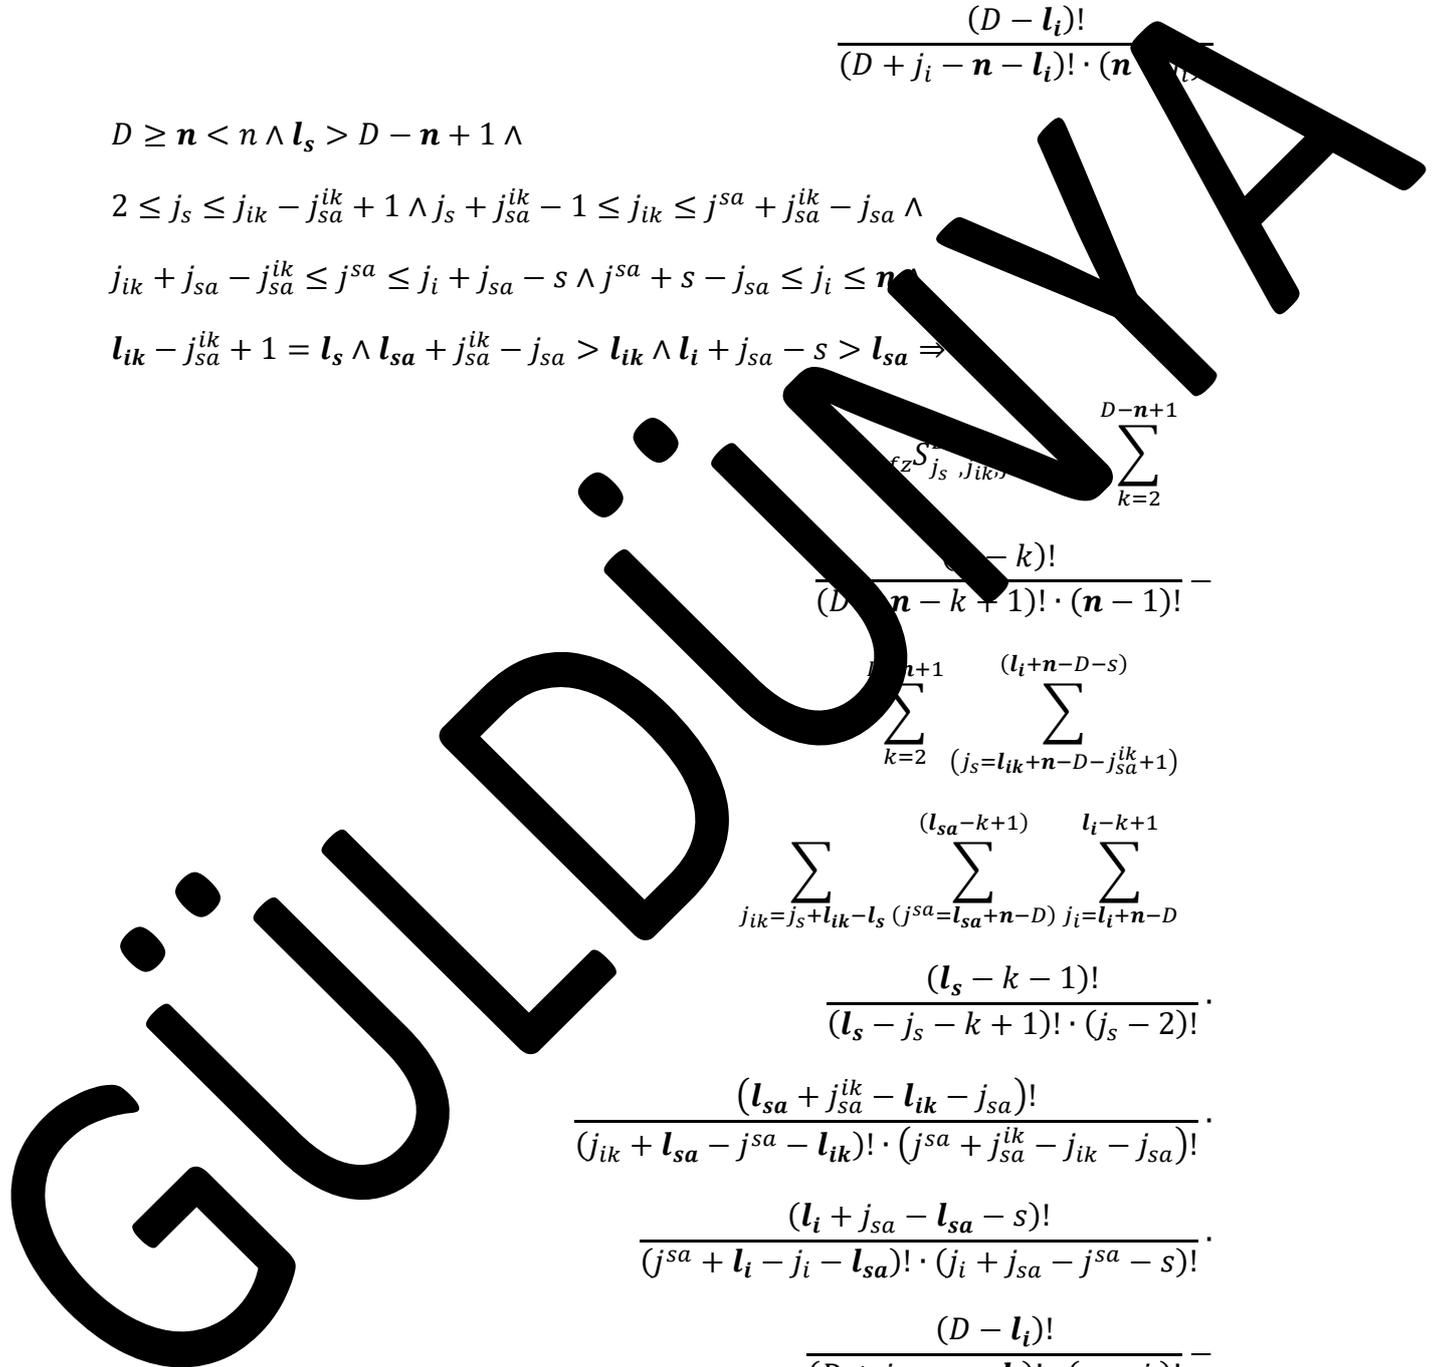 (D − l_i)!
(D + j_i − n − l_i)! · (n
D ≥ n < n ∧ l_s > D − n + 1 ∧
2 ≤ j_s ≤ j_ik − j_sa^ik + 1 ∧ j_s + j_sa^ik − 1 ≤ j_ik ≤ j^sa + j_sa^ik − j_sa ∧
j_ik + j_sa − j_sa^ik ≤ j^sa ≤ j_i + j_sa − s ∧ j^sa + s − j_sa ≤ j_i ≤ n ∧
l_ik − j_sa^ik + 1 = l_s ∧ l_sa + j_sa^ik − j_sa > l_ik ∧ l_i + j_sa − s > l_sa ⇒
D−n+1
fz S j_s ,j_ik, ∑
k=2
− k)!
(D n − k + 1)! · (n − 1)! −
n+1 (l_i+n−D−s)
∑ ∑
k=2 (j_s=l_ik+n−D−j_sa^ik+1)
(l_sa−k+1) l_i−k+1
∑ ∑ ∑
j_ik=j_s+l_ik−l_s (j^sa=l_sa+n−D) j_i=l_i+n−D
(l_s − k − 1)!
(l_s − j_s − k + 1)! · (j_s − 2)! ·
(l_sa + j_sa^ik − l_ik − j_sa)!
(j_ik + l_sa − j^sa − l_ik)! · (j^sa + j_sa^ik − j_ik − j_sa)! ·
(l_i + j_sa − l_sa − s)!
(j^sa + l_i − j_i − l_sa)! · (j_i + j_sa − j^sa − s)! ·
(D − l_i)! −
GÜLDÜNYA